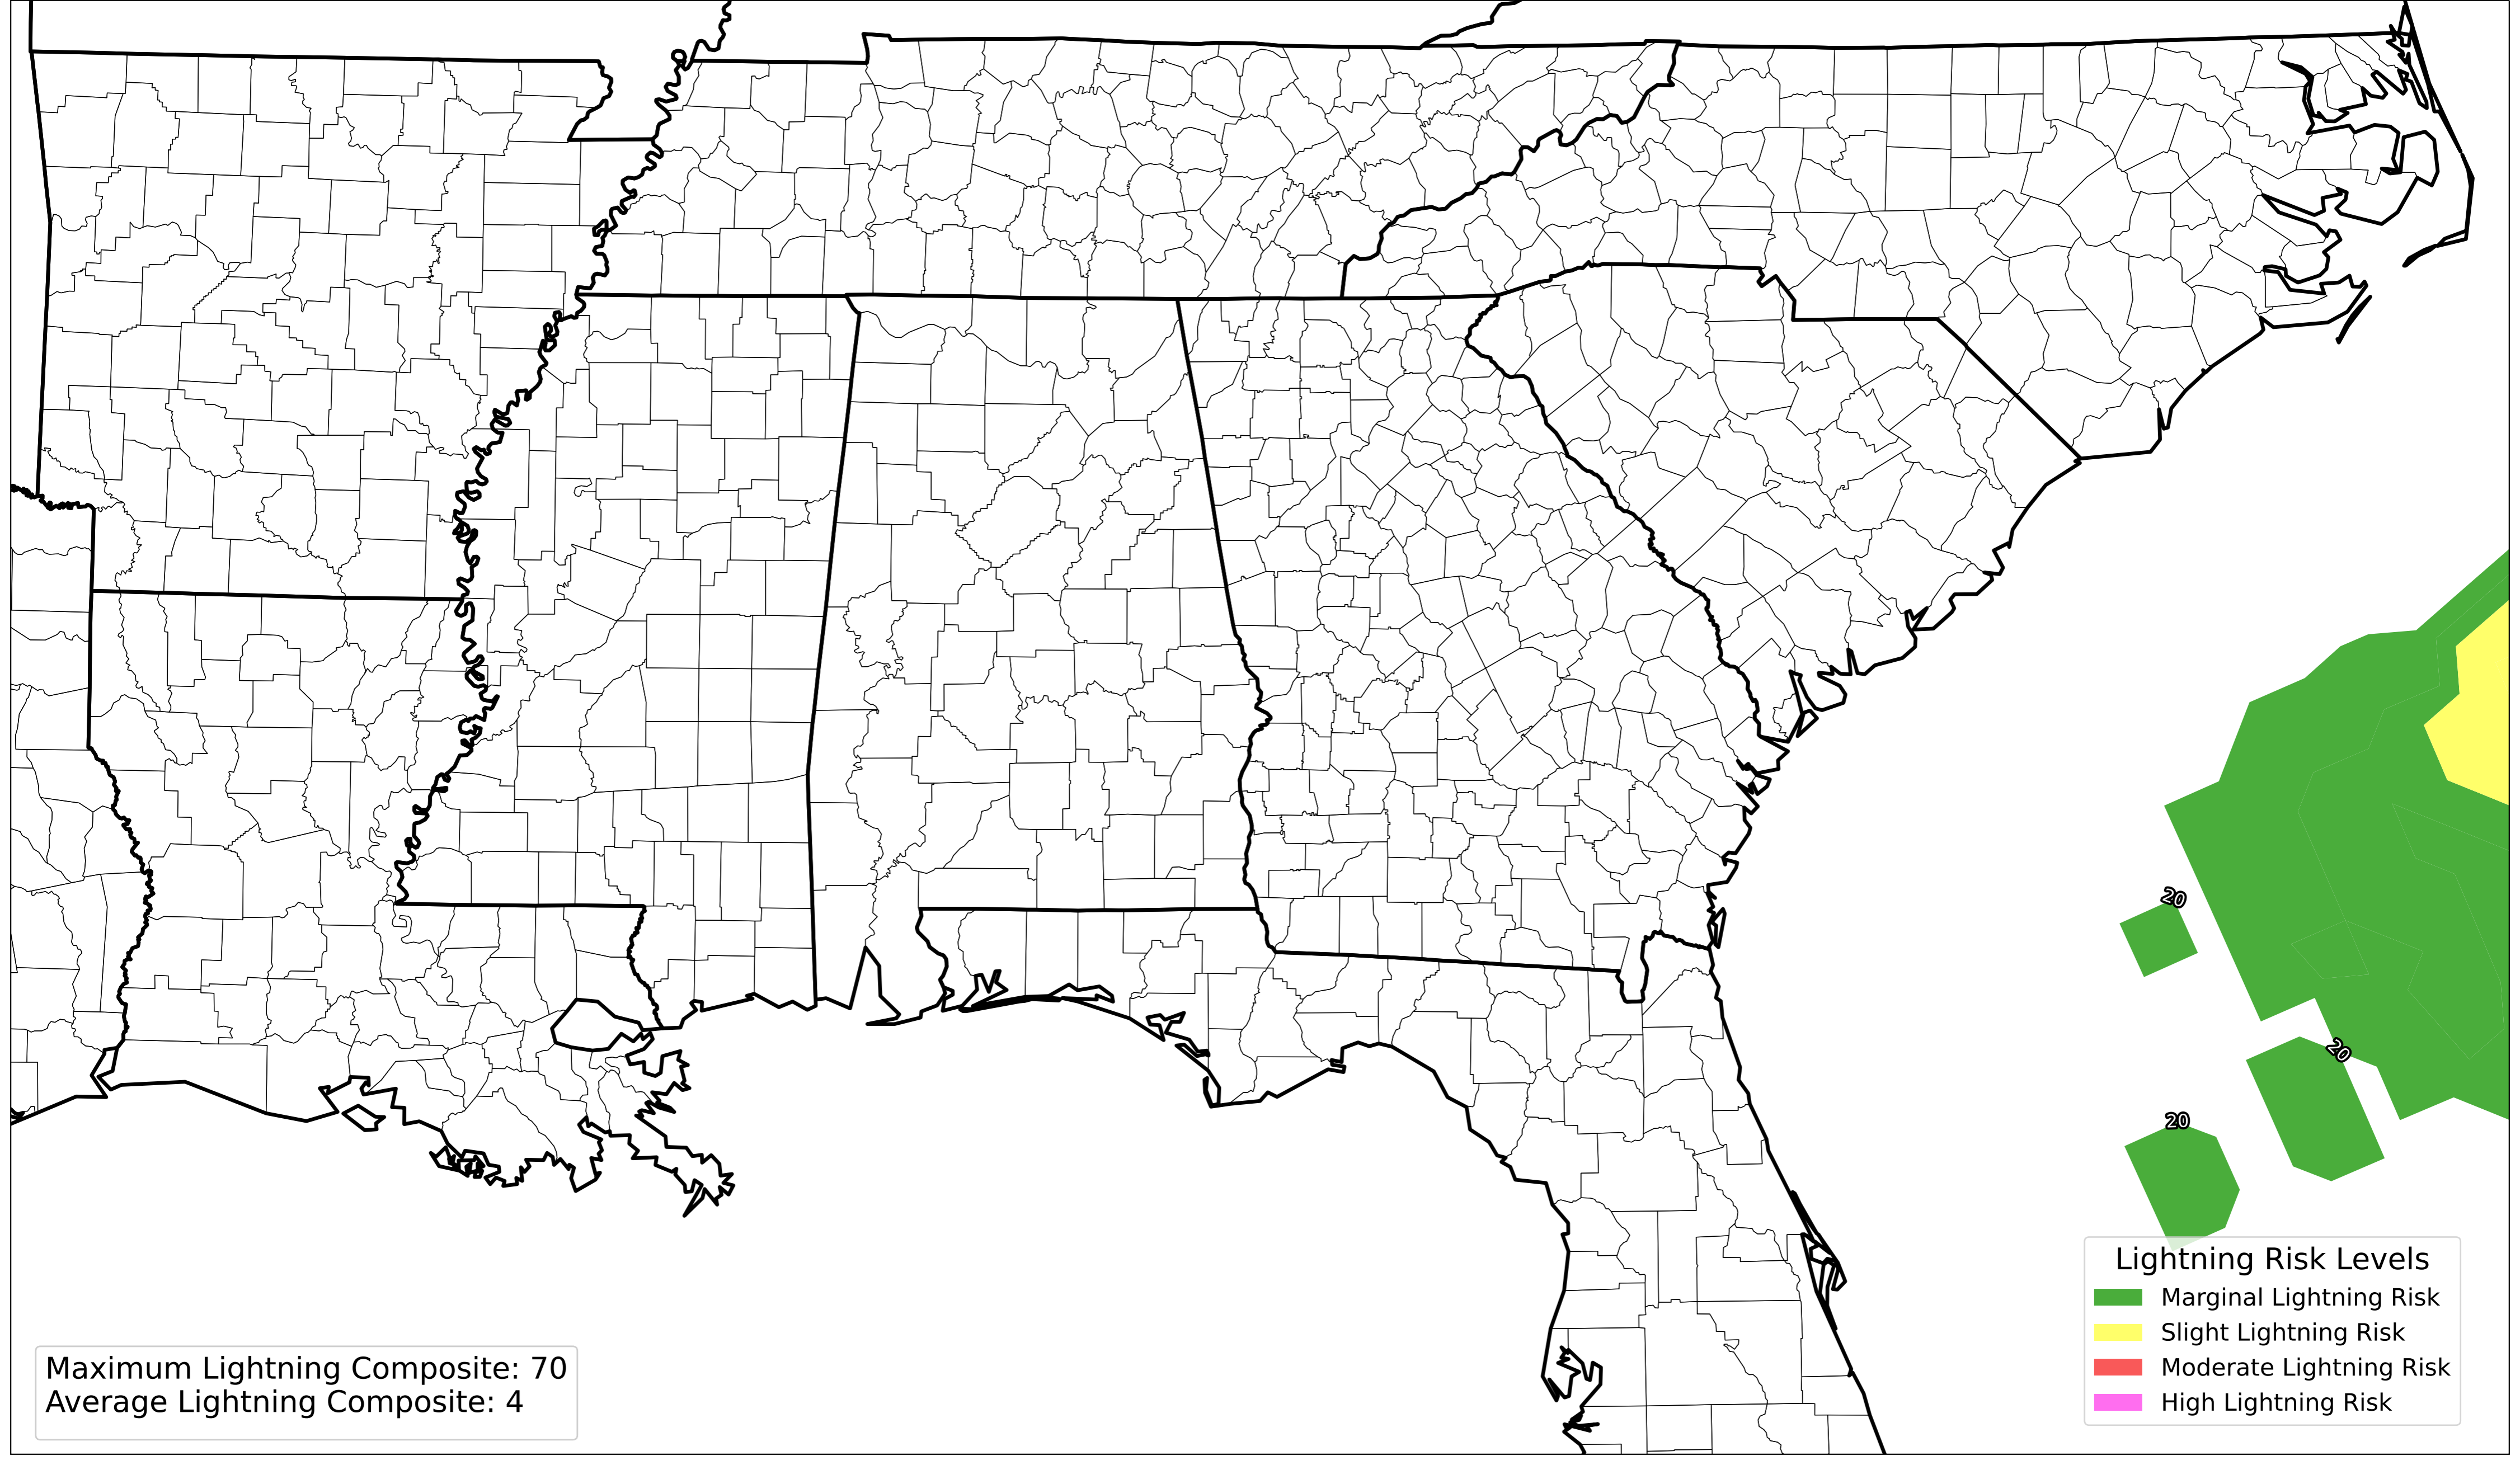 20
20
20
Lightning Risk Levels
Marginal Lightning Risk
Slight Lightning Risk
Moderate Lightning Risk
High Lightning Risk
Maximum Lightning Composite: 70
Average Lightning Composite: 4